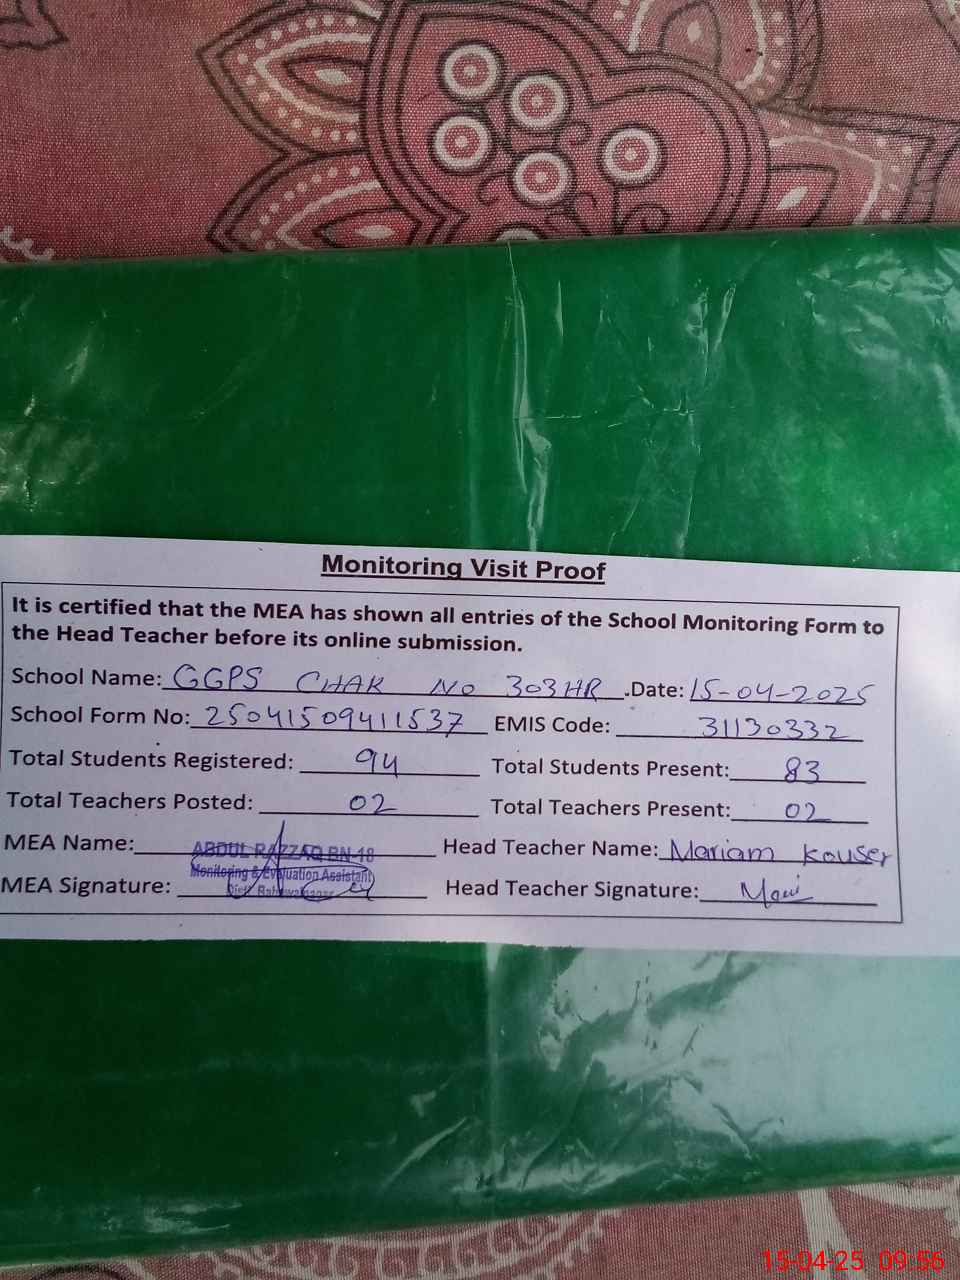 Monitoring Visit Proof
It is certified that the MEA has shown all entries of the School Monitoring Form to
the Head Teacher before its online submission.
School Name: GGPS CHAK No 303HR .Date: 15-04-2025
School Form No: 25041509411537 EMIS Code: 31130332
Total Students Registered: 94 Total Students Present: 83
Total Teachers Posted: 02 Total Teachers Present: 02
MEA Name: ABDUL RAZZAQ BN-18 Head Teacher Name: Mariam Kouser
Monitoring & Evaluation Assistant
MEA Signature: Distt. Bahawalnagar Head Teacher Signature:
15-04-25 09:56